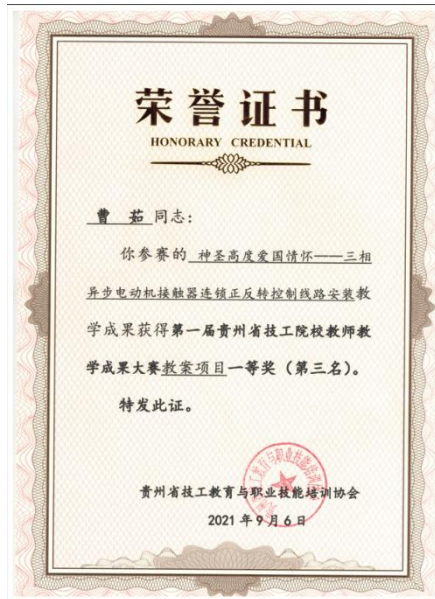 荣誉证书
HONORARY CREDENTIAL
曹 茹同志：
你参赛的 神圣高度爱国情怀——三相
异步电动机接触器连锁正反转控制线路安装教
学成果获得第一届贵州省技工院校教师教
学成果大赛教案项目一等奖（第三名）。
特发此证。
贵州省技工教育与职业技能培训协会
2021年9月6日